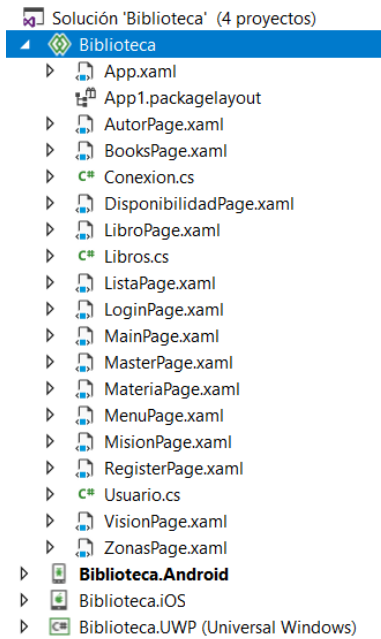 Solución 'Biblioteca' (4 proyectos)
Biblioteca
App.xaml
App1.packagelayout
AutorPage.xaml
BooksPage.xaml
C# Conexion.cs
DisponibilidadPage.xaml
LibroPage.xaml
C# Libros.cs
ListaPage.xaml
LoginPage.xaml
MainPage.xaml
MasterPage.xaml
MateriaPage.xaml
MenuPage.xaml
MisionPage.xaml
RegisterPage.xaml
C# Usuario.cs
VisionPage.xaml
ZonasPage.xaml
Biblioteca.Android
Biblioteca.iOS
C# Biblioteca.UWP (Universal Windows)